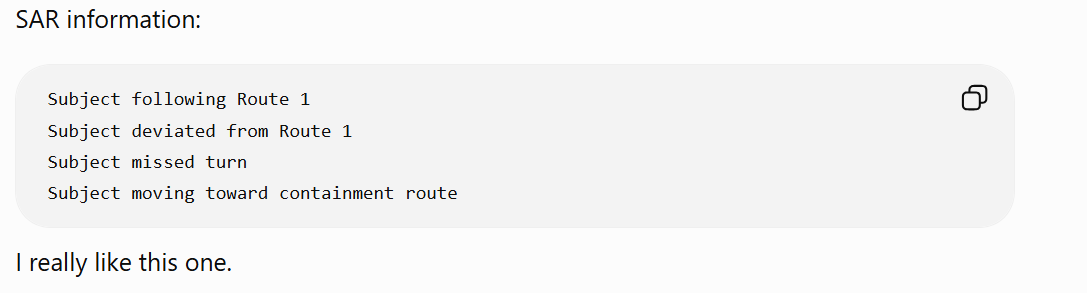 SAR information:
Subject following Route 1
Subject deviated from Route 1
Subject missed turn
Subject moving toward containment route
I really like this one.